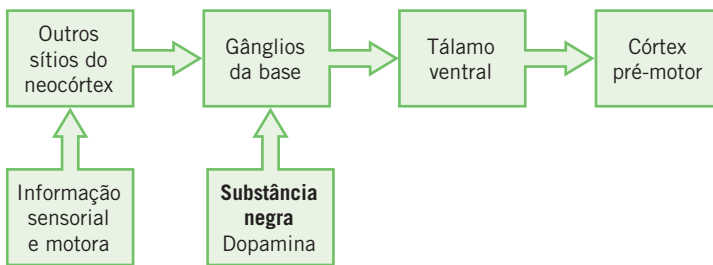 Outros
sítios do
neocórtex
Gânglios
da base
Tálamo
ventral
Córtex
pré-motor
Informação
sensorial
e motora
Substância
negra
Dopamina